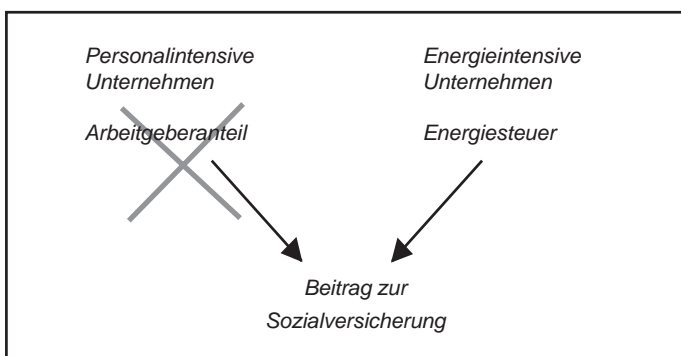 Personalintensive
Unternehmen
Arbeitgeberanteil
Energieintensive
Unternehmen
Energiesteuer
Beitrag zur
Sozialversicherung